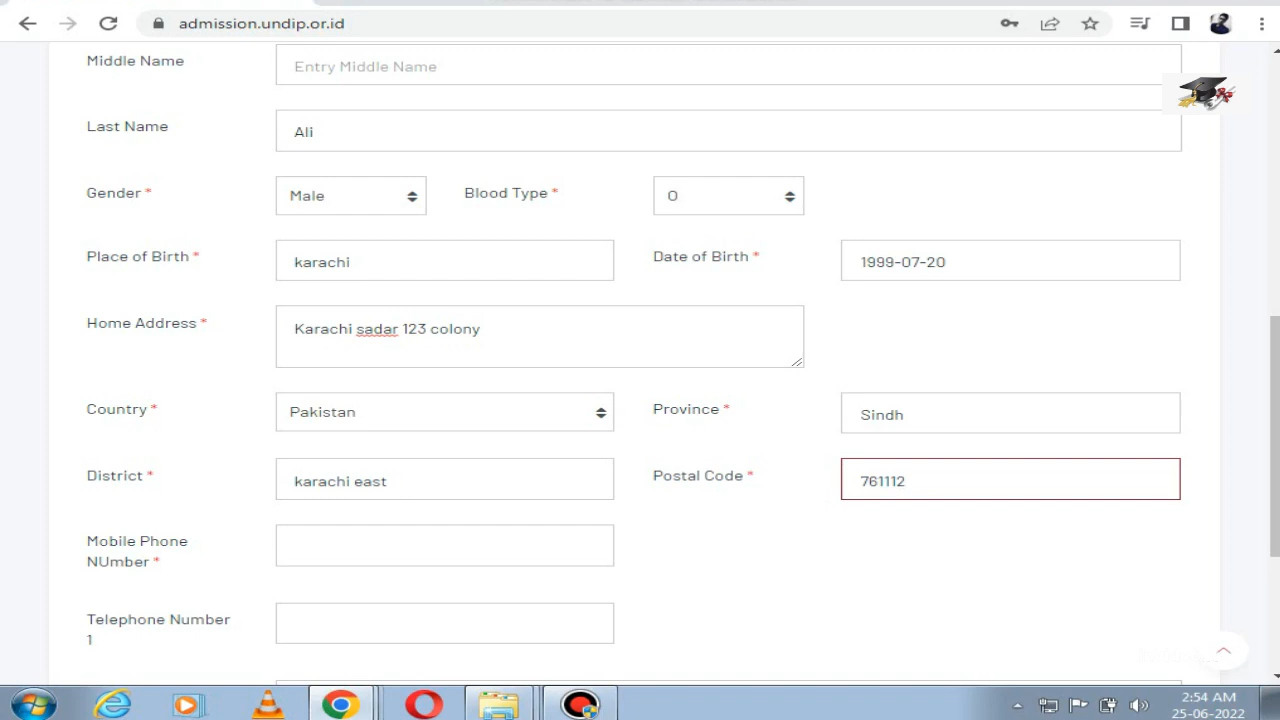 admission.undip.or.id
Middle Name
Entry Middle Name
Last Name
Ali
Gender *
Male
Blood Type *
O
Place of Birth *
karachi
Date of Birth *
1999-07-20
Home Address *
Karachi sadar 123 colony
Country *
Pakistan
Province *
Sindh
District *
karachi east
Postal Code *
761112
Mobile Phone
NUmber *
Telephone Number
1
2:54 AM
25-06-2022